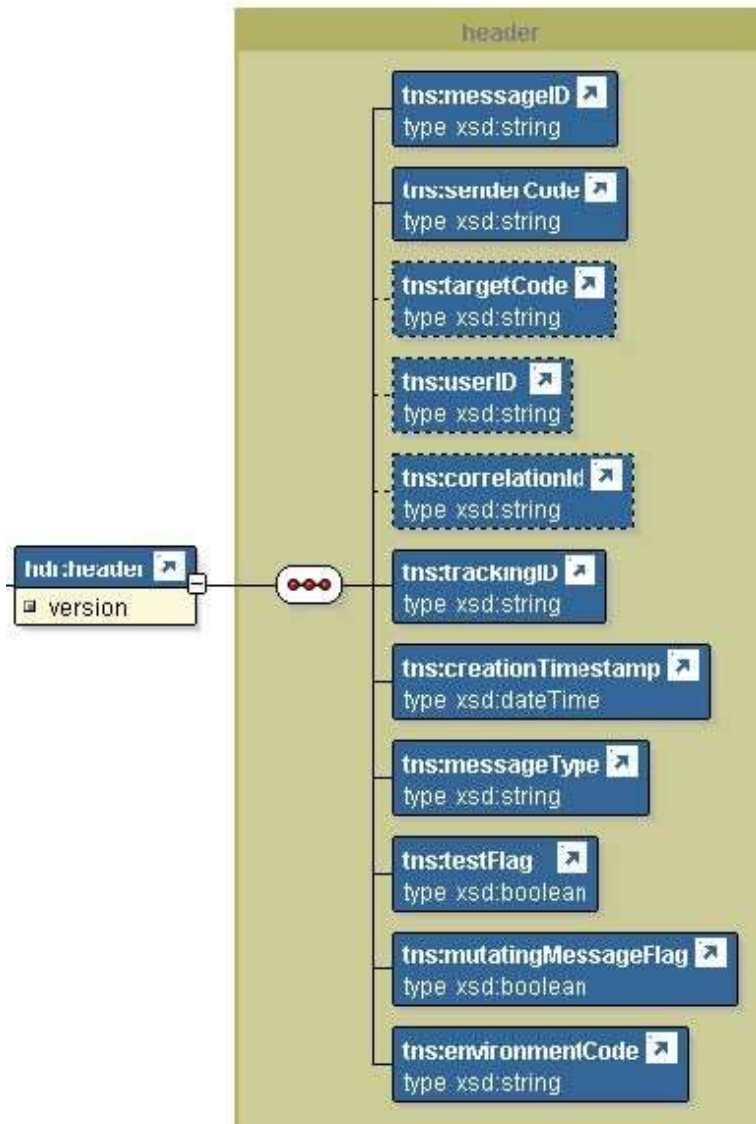 header
tns:messageID
type xsd:string
tns:senderCode
type xsd:string
tns:targetCode
type xsd:string
tns:userID
type xsd:string
tns:correlationId
type xsd:string
hdr:header
version
tns:trackingID
type xsd:string
tns:creationTimestamp
type xsd:dateTime
tns:messageType
type xsd:string
tns:testFlag
type xsd:boolean
tns:mutatingMessageFlag
type xsd:boolean
tns:environmentCode
type xsd:string